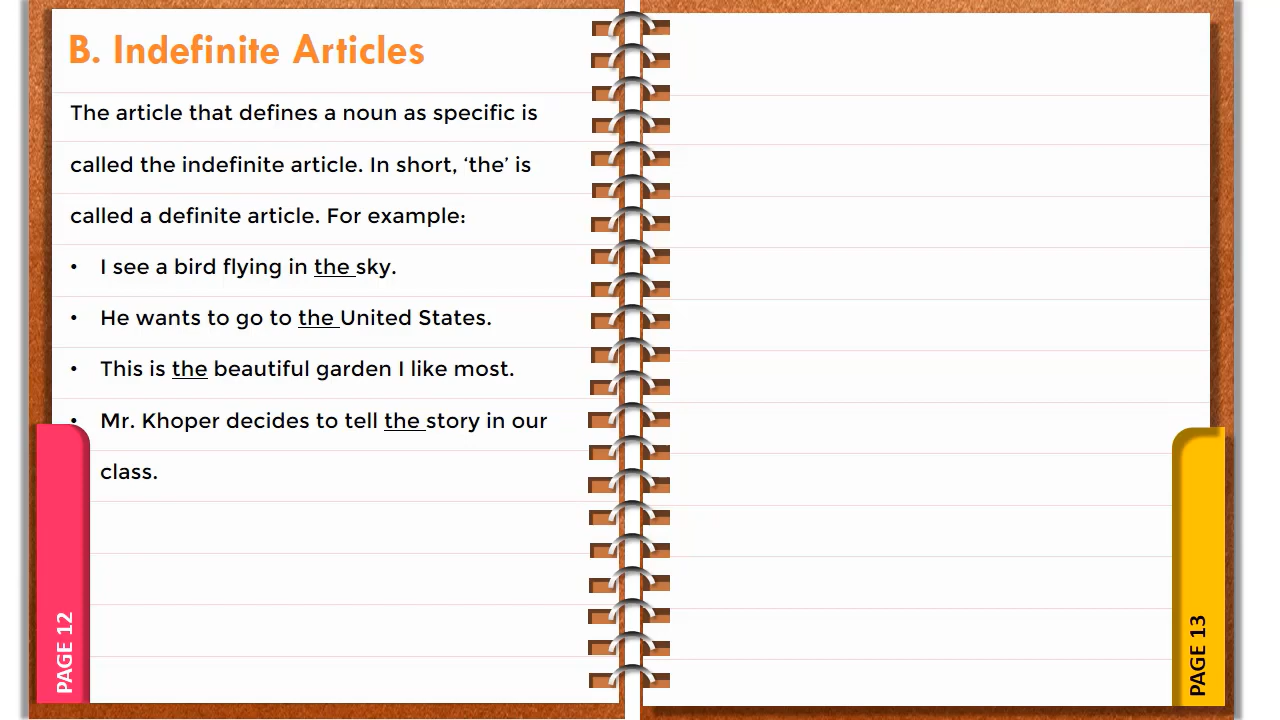 B. Indefinite Articles
The article that defines a noun as specific is
called the indefinite article. In short, ‘the’ is
called a definite article. For example:
• I see a bird flying in the sky.
• He wants to go to the United States.
• This is the beautiful garden I like most.
• Mr. Khoper decides to tell the story in our
class.
PAGE 12
PAGE 13